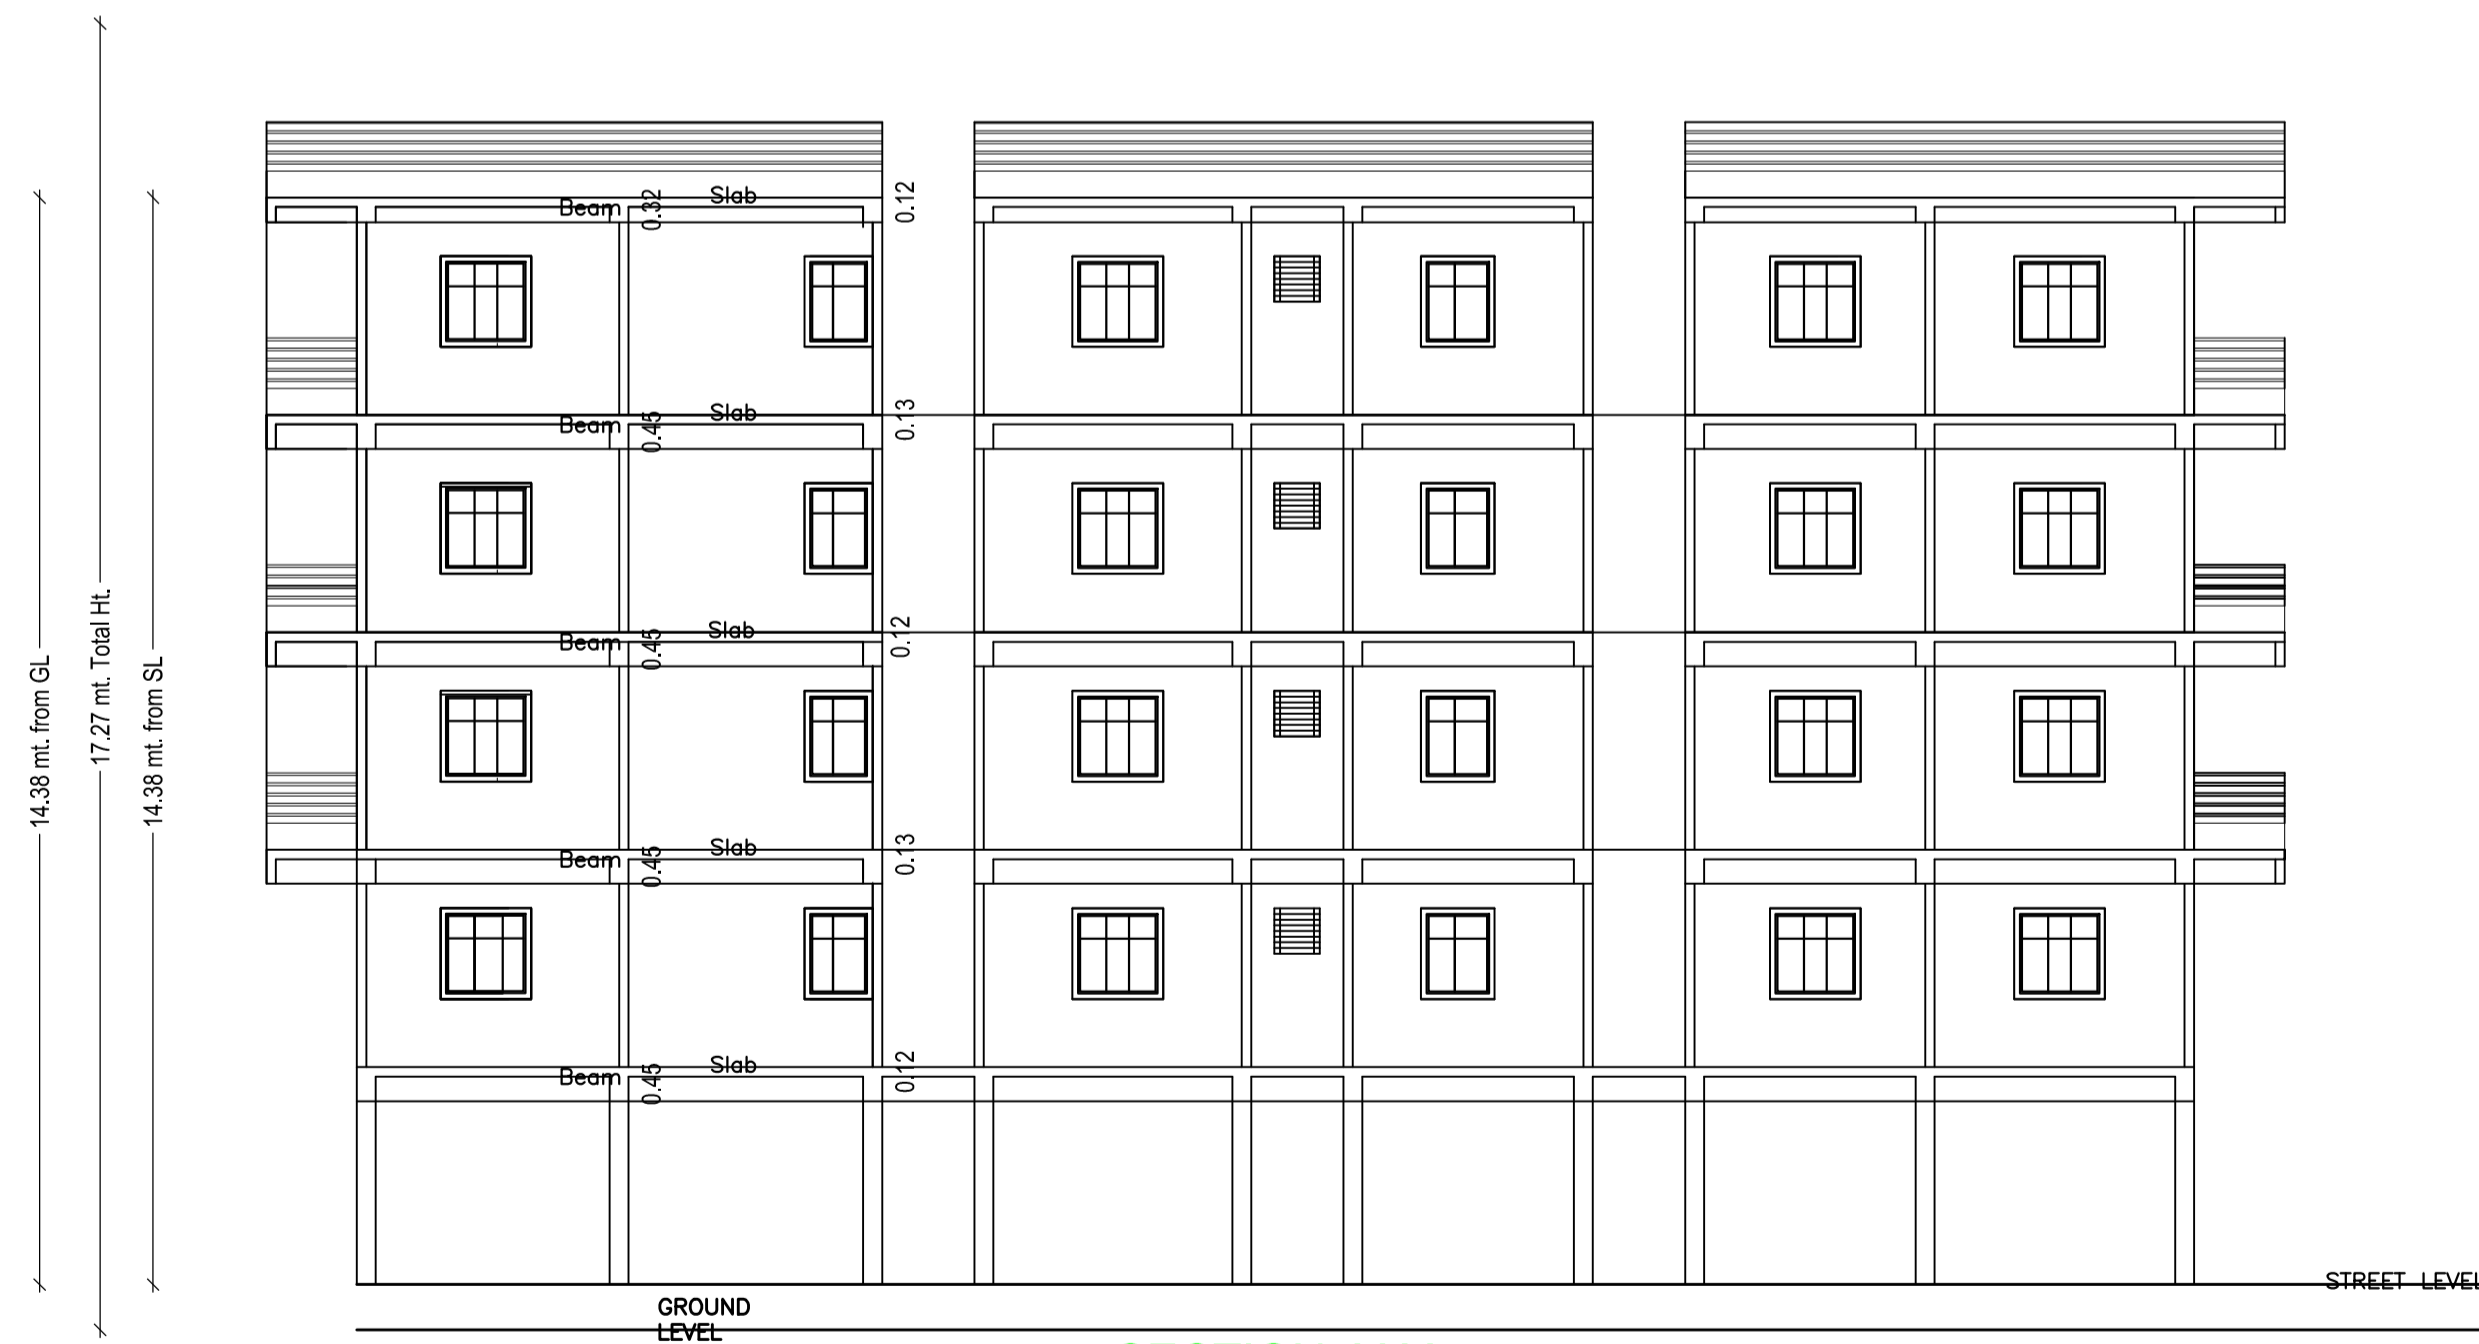 14.38 mt. from GL
17.27 mt. Total Ht.
14.38 mt. from SL
Beam 0.32 Slab 0.12
Beam 0.45 Slab 0.13
Beam 0.45 Slab 0.12
Beam 0.45 Slab 0.13
Beam 0.45 Slab 0.12
STREET LEVEL
GROUND
LEVEL